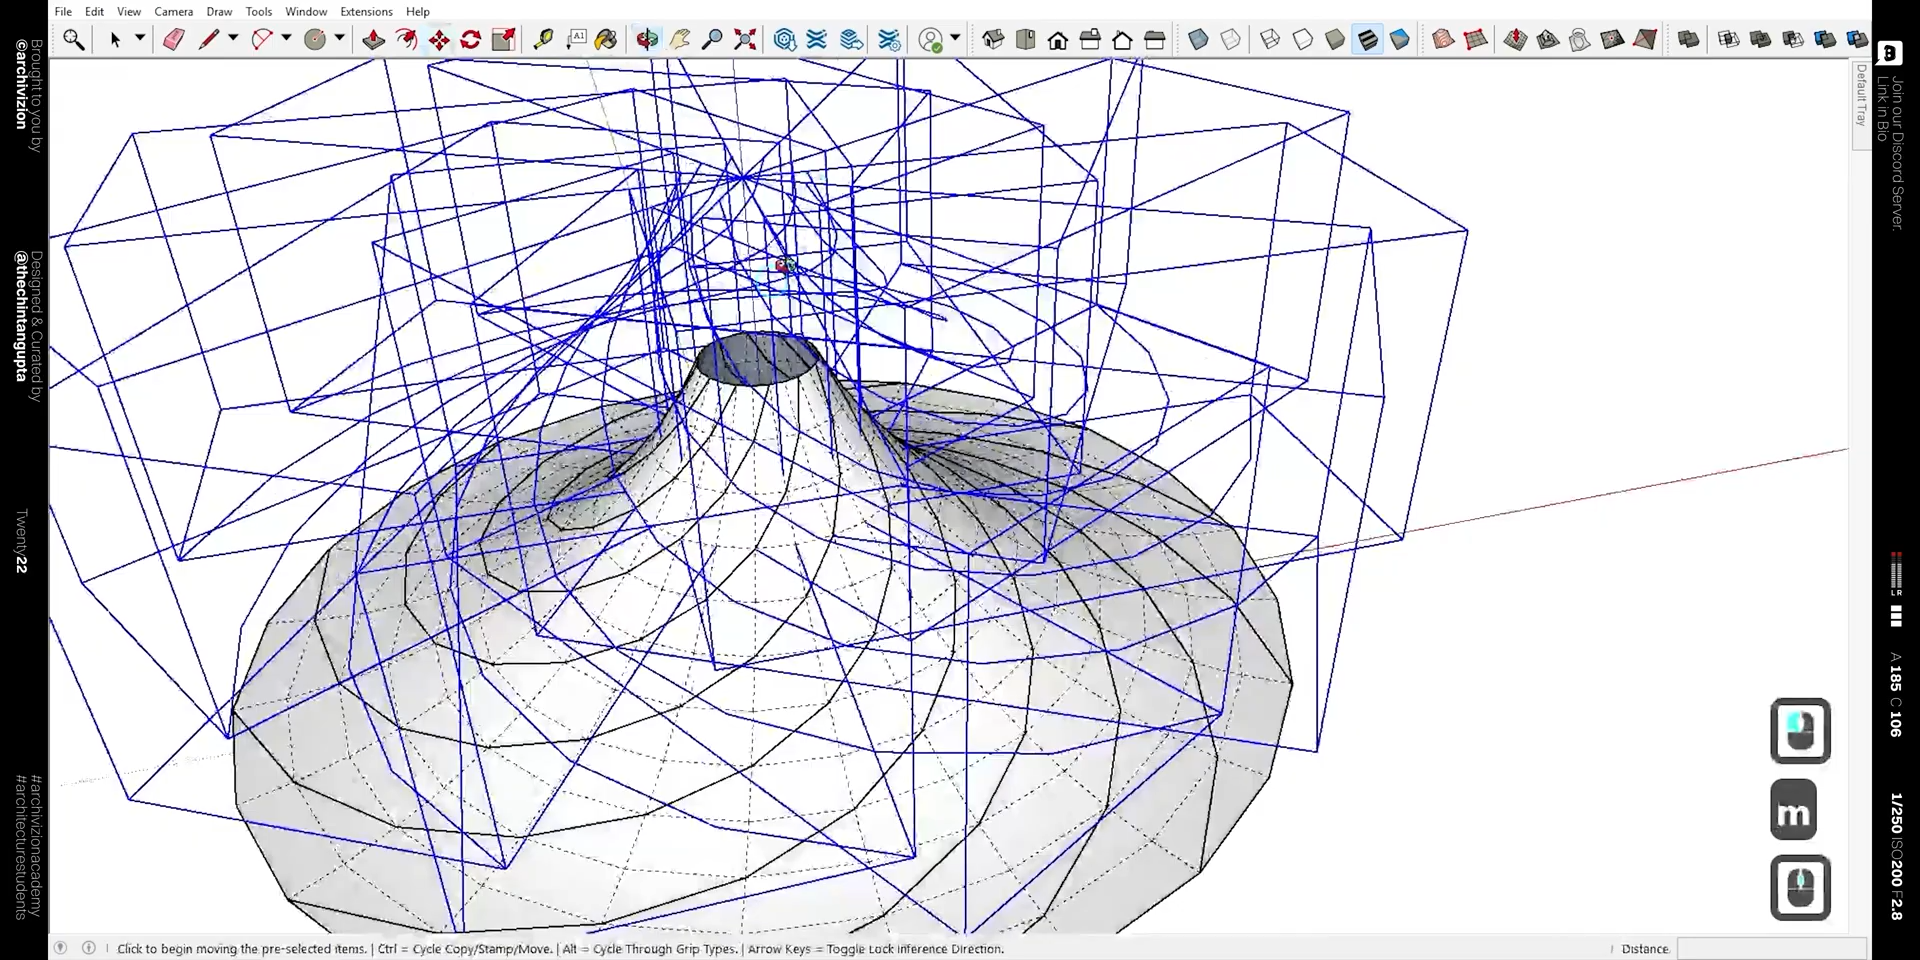 File Edit View Camera Draw Tools Window Extensions Help
A1
Default Tray
Brought to you by
©archivizion
Designed & Curated by
@thechintangupta
Twenty22
#archivizionacademy
#architecturestudents
Join our Discord Server.
Link in Bio
A 185 C 106
1/250 ISO200 F2.8
m
Click to begin moving the pre-selected items. | Ctrl = Cycle Copy/Stamp/Move. | Alt = Cycle Through Grip Types. | Arrow Keys = Toggle Lock Inference Direction.
Distance